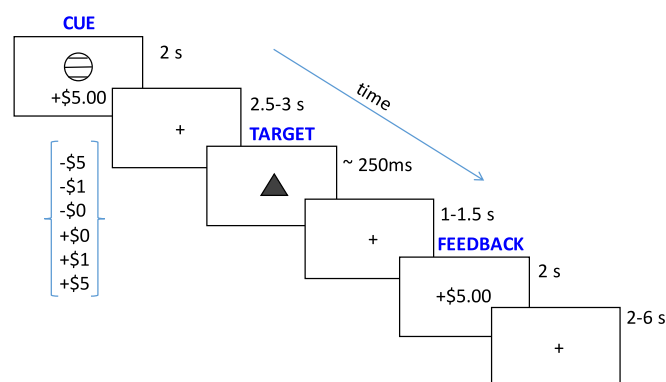 CUE
2 s
+$5.00
2.5-3 s
+
TARGET
time
~ 250ms
-$5
-$1
-$0
+$0
+$1
+$5
1-1.5 s
+
FEEDBACK
2 s
+$5.00
2-6 s
+